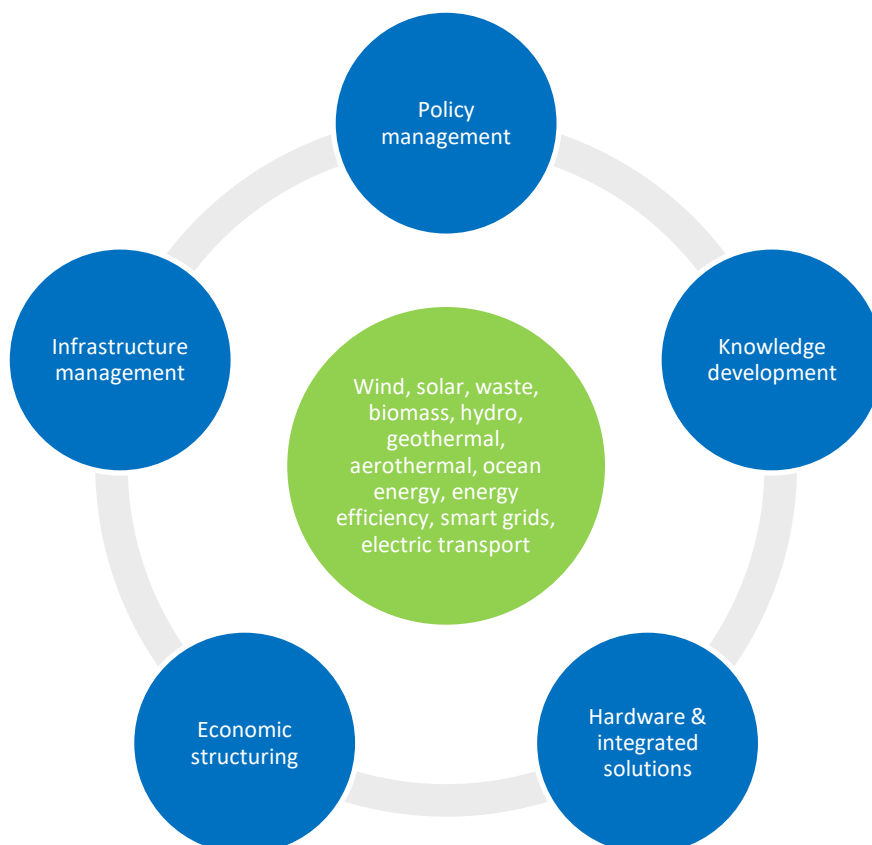 Policy
management
Knowledge
development
Hardware &
integrated
solutions
Economic
structuring
Infrastructure
management
Wind, solar, waste,
biomass, hydro,
geothermal,
aerothermal, ocean
energy, energy
efficiency, smart grids,
electric transport